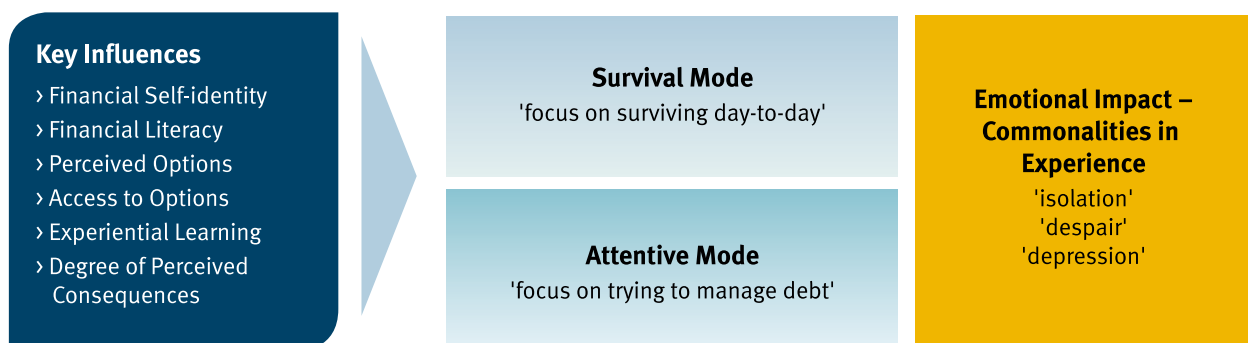 Key Influences
› Financial Self-identity
› Financial Literacy
› Perceived Options
› Access to Options
› Experiential Learning
› Degree of Perceived
Consequences
Survival Mode
'focus on surviving day-to-day'
Attentive Mode
'focus on trying to manage debt'
Emotional Impact –
Commonalities in
Experience
'isolation'
'despair'
'depression'